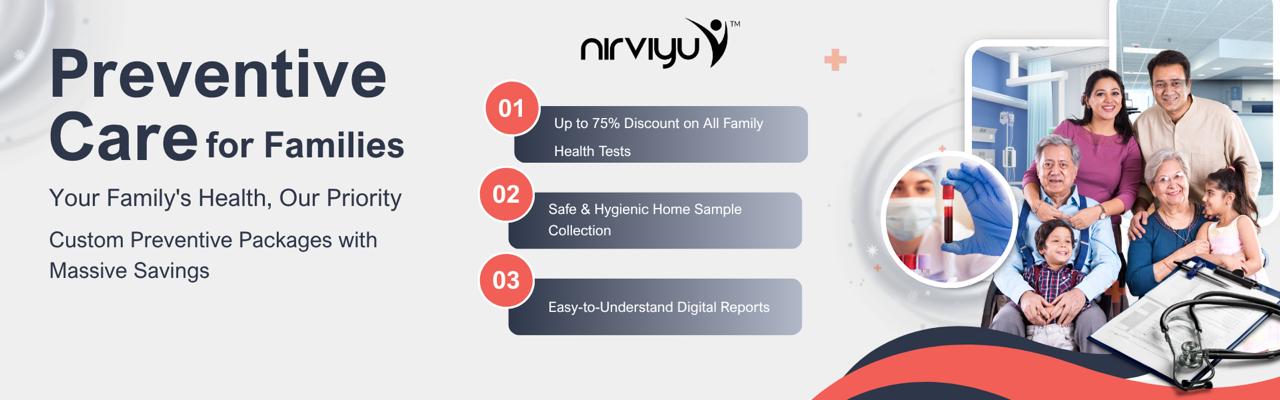 Preventive
Care for Families
Your Family's Health, Our Priority
Custom Preventive Packages with
Massive Savings
nirviyu TM
01
Up to 75% Discount on All Family
Health Tests
02
Safe & Hygienic Home Sample
Collection
03
Easy-to-Understand Digital Reports